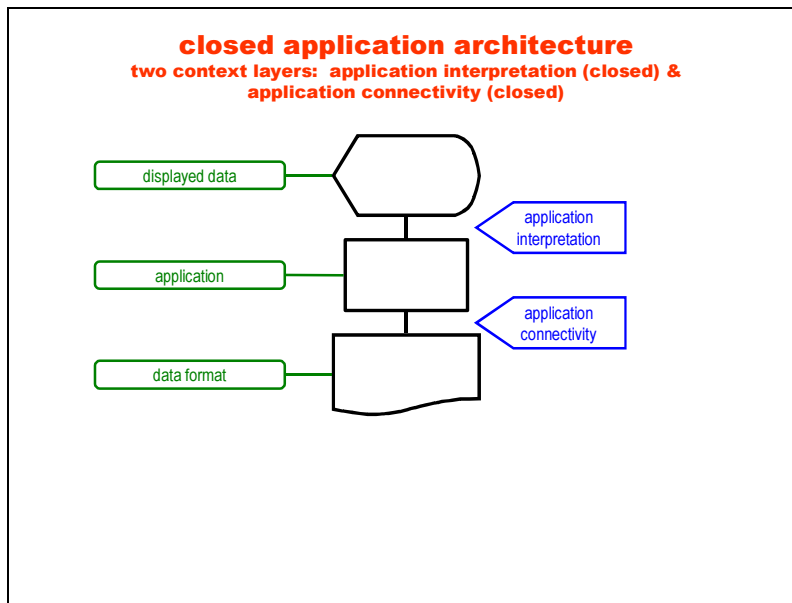 closed application architecture
two context layers:  application interpretation (closed) &
application connectivity (closed)
displayed data
application
interpretation
application
application
connectivity
data format